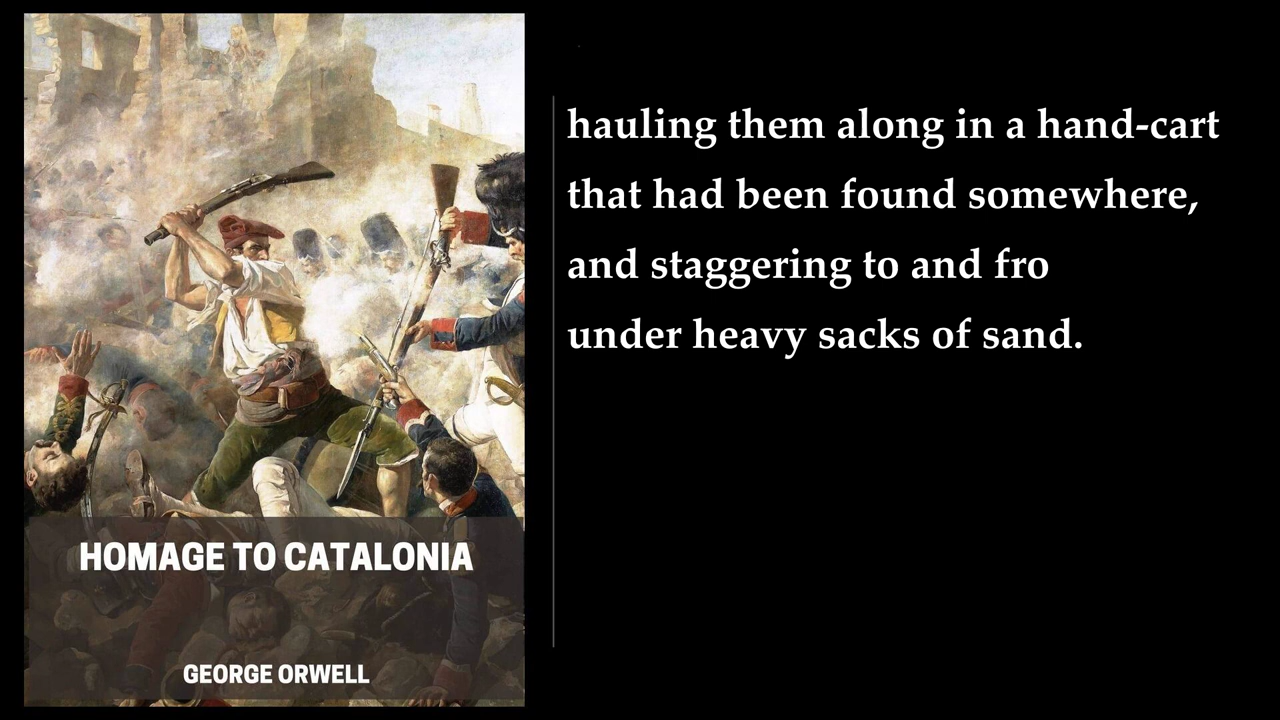 hauling them along in a hand-cart
that had been found somewhere,
and staggering to and fro
under heavy sacks of sand.
HOMAGE TO CATALONIA
GEORGE ORWELL